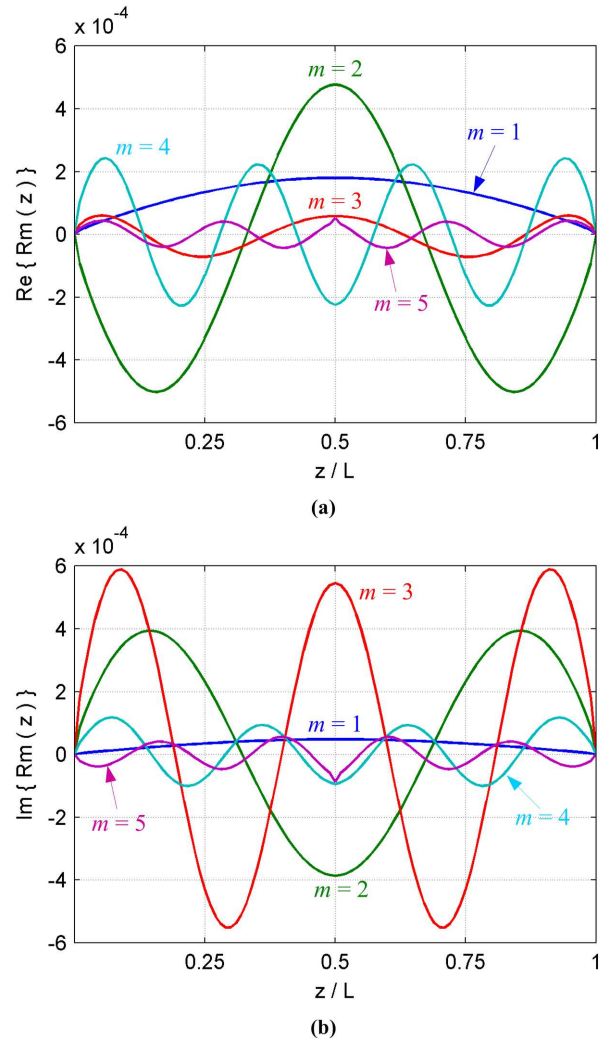 x 10⁻⁴
6
m = 2
m = 4
m = 1
4
2
m = 3
0
-2
m = 5
-4
-6
Re { Rm ( z ) }
0.25 0.5 0.75 1
z / L
(a)
x 10⁻⁴
6
m = 3
4
2
m = 1
0
-2
m = 5
m = 4
m = 2
-4
-6
Im { Rm ( z ) }
0.25 0.5 0.75 1
z / L
(b)